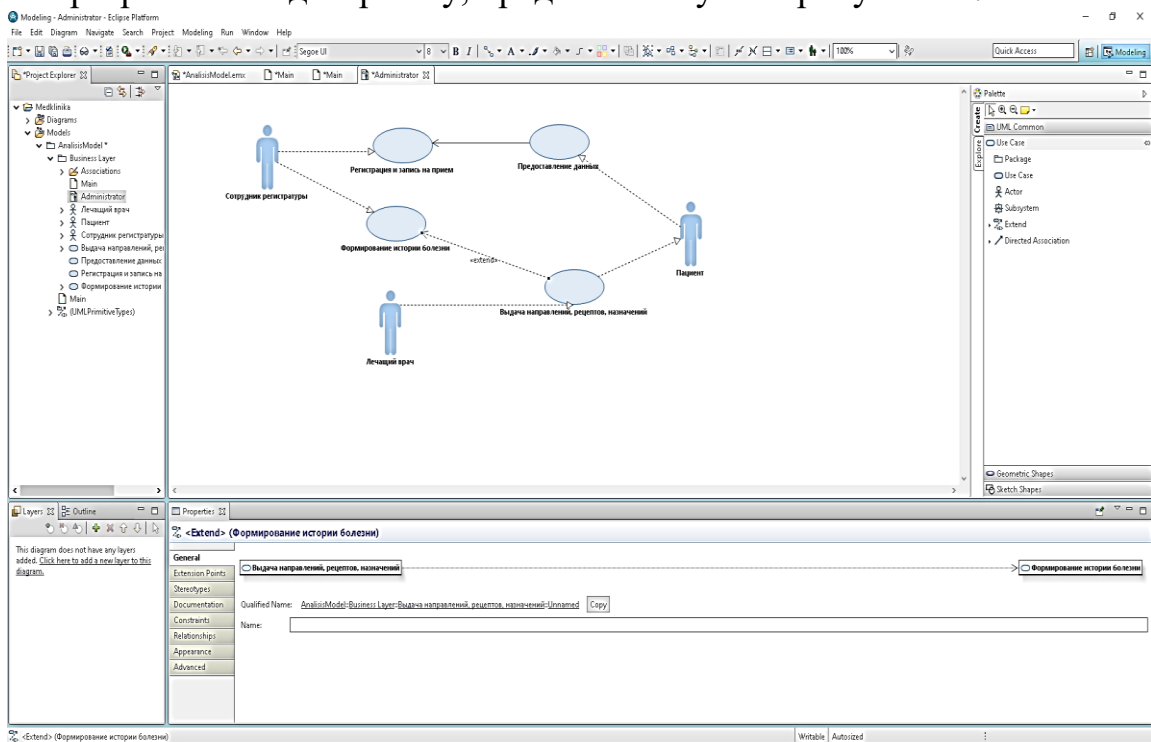 Modeling - Administrator - Eclipse Platform
File Edit Diagram Navigate Search Project Modeling Run Window Help
Segoe UI 8 B I A 100% Quick Access Modeling
*Project Explorer
*AnalisisModel.emx *Main *Main *Administrator
Medklinika
Diagrams
Models
AnalisisModel *
Business Layer
Associations
Main
Administrator
Лечащий врач
Пациент
Сотрудник регистратуры
Выдача направлений, ре
Предоставление данных
Регистрация и запись на
Формирование истории
Main
(UMLPrimitiveTypes)
Регистрация и запись на прием
Предоставление данных
Сотрудник регистратуры
Формирование истории болезни
«extend»
Пациент
Выдача направлений, рецептов, назначений
Лечащий врач
Palette
Create
Explore
UML Common
Use Case
Package
Use Case
Actor
Subsystem
Extend
Directed Association
Geometric Shapes
Sketch Shapes
Layers Outline
This diagram does not have any layers
added. Click here to add a new layer to this
diagram.
Properties
<Extend> (Формирование истории болезни)
General
Extension Points
Stereotypes
Documentation
Constraints
Relationships
Appearance
Advanced
Выдача направлений, рецептов, назначений
Формирование истории болезни
Qualified Name: AnalisisModel::Business Layer::Выдача направлений, рецептов, назначений::Unnamed Copy
Name:
<Extend> (Формирование истории болезни)
Writable Autosized